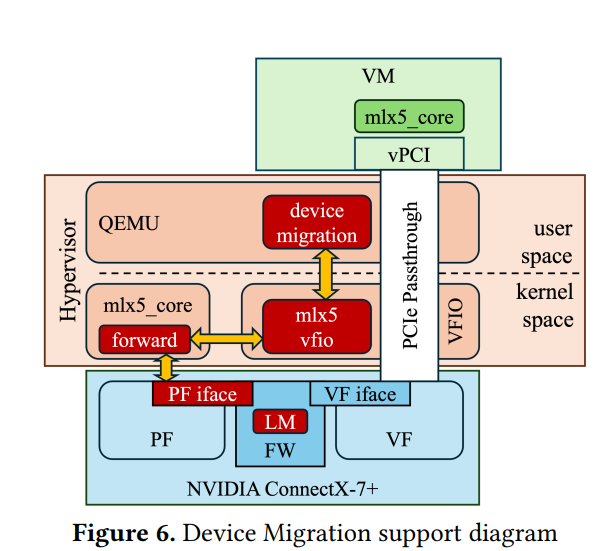 VM
mlx5_core
vPCI
Hypervisor
QEMU
device
migration
user
space
kernel
space
mlx5_core
forward
mlx5
vfio
PCIe Passthrough
VFIO
PF iface
VF iface
LM
FW
PF
VF
NVIDIA ConnectX-7+
Figure 6. Device Migration support diagram